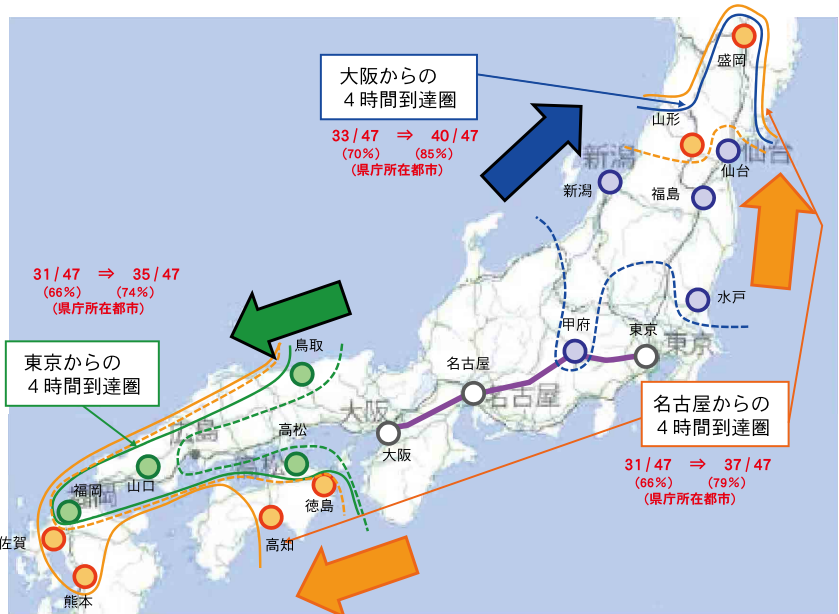 盛岡
大阪からの
４時間到達圏
山形
33/47 ⇒ 40/47
(70%) (85%)
(県庁所在都市)
新潟
仙台
仙台
新潟
福島
31/47 ⇒ 35/47
(66%) (74%)
(県庁所在都市)
水戸
甲府
東京
東京
鳥取
東京からの
４時間到達圏
名古屋
名古屋
名古屋からの
４時間到達圏
大阪
大阪
高松
広島
高松
31/47 ⇒ 37/47
(66%) (79%)
(県庁所在都市)
山口
福岡
福岡
徳島
佐賀
高知
熊本